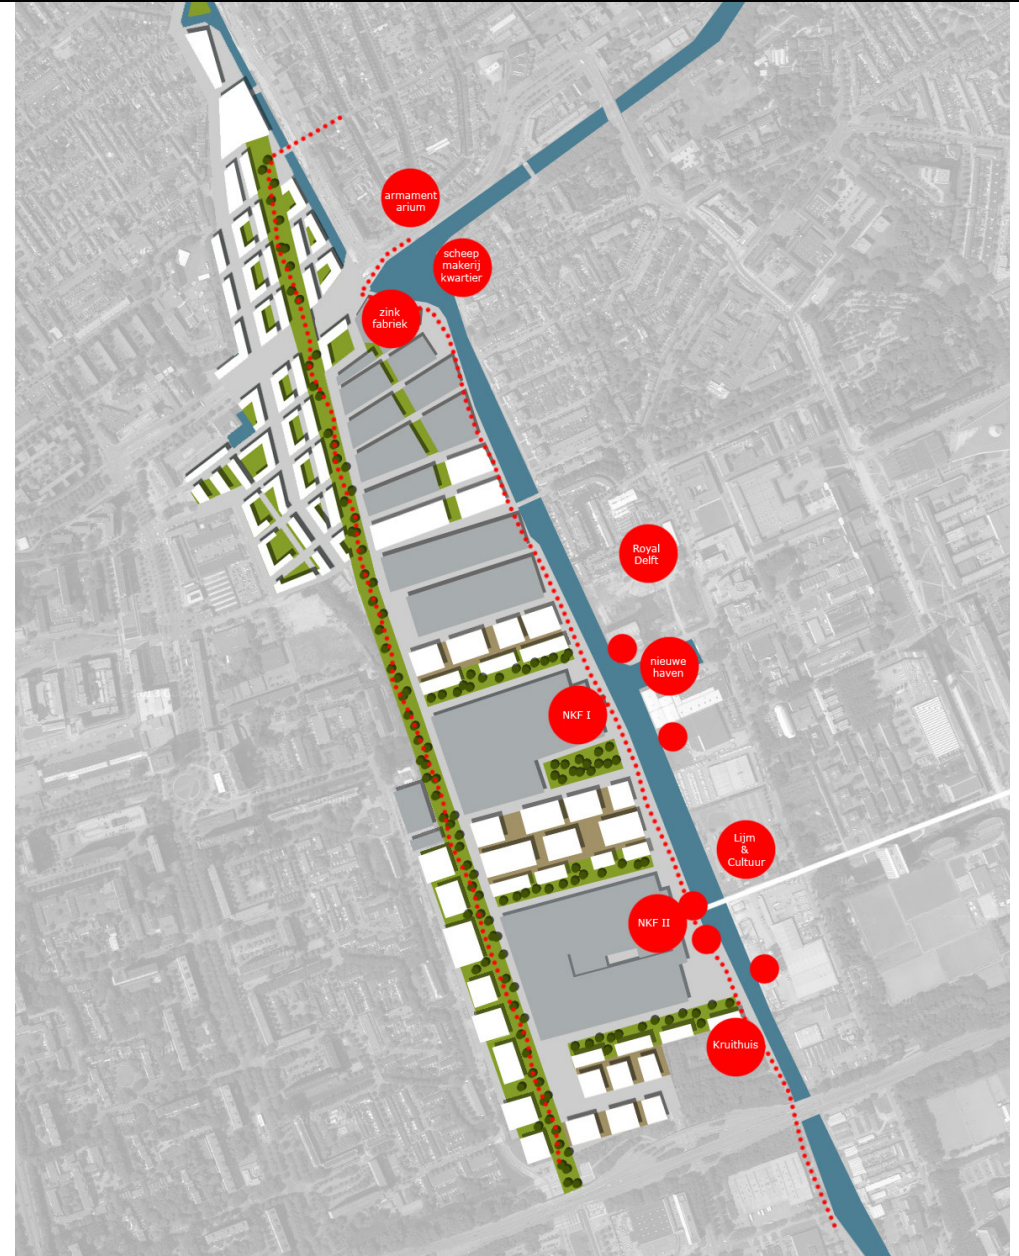 armament
arium
scheep
makerij
kwartier
zink
fabriek
Royal
Delft
nieuwe
haven
NKF I
Lijm
&
Cultuur
NKF II
Kruithuis